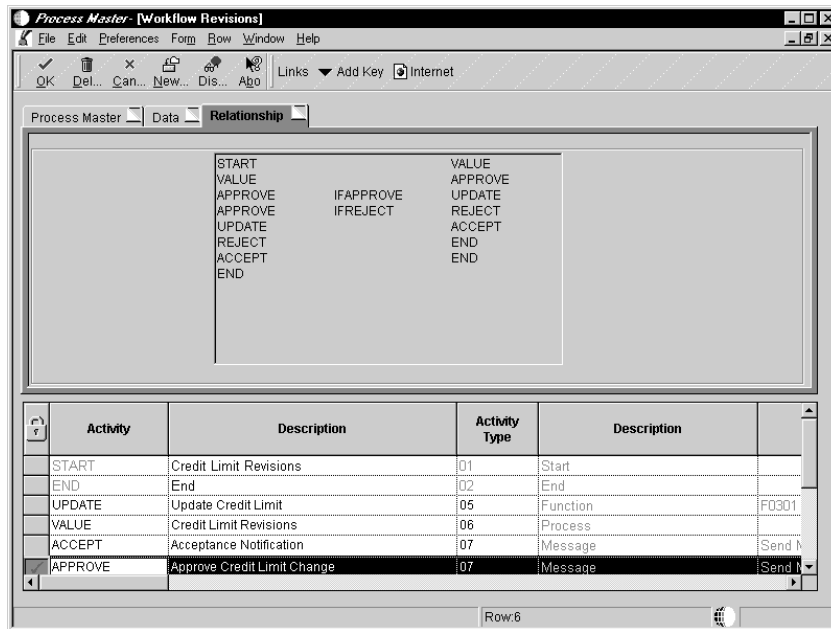 Process Master - [Workflow Revisions]
File Edit Preferences Form Row Window Help
OK Del... Can... New... Dis... Abo Links Add Key Internet
Process Master Data Relationship
START VALUE
VALUE APPROVE
APPROVE IFAPPROVE UPDATE
APPROVE IFREJECT REJECT
UPDATE ACCEPT
REJECT END
ACCEPT END
END
Activity Description Activity Type Description
START Credit Limit Revisions 01 Start
END End 02 End
UPDATE Update Credit Limit 05 Function F0301
VALUE Credit Limit Revisions 06 Process
ACCEPT Acceptance Notification 07 Message Send
APPROVE Approve Credit Limit Change 07 Message Send
Row:6